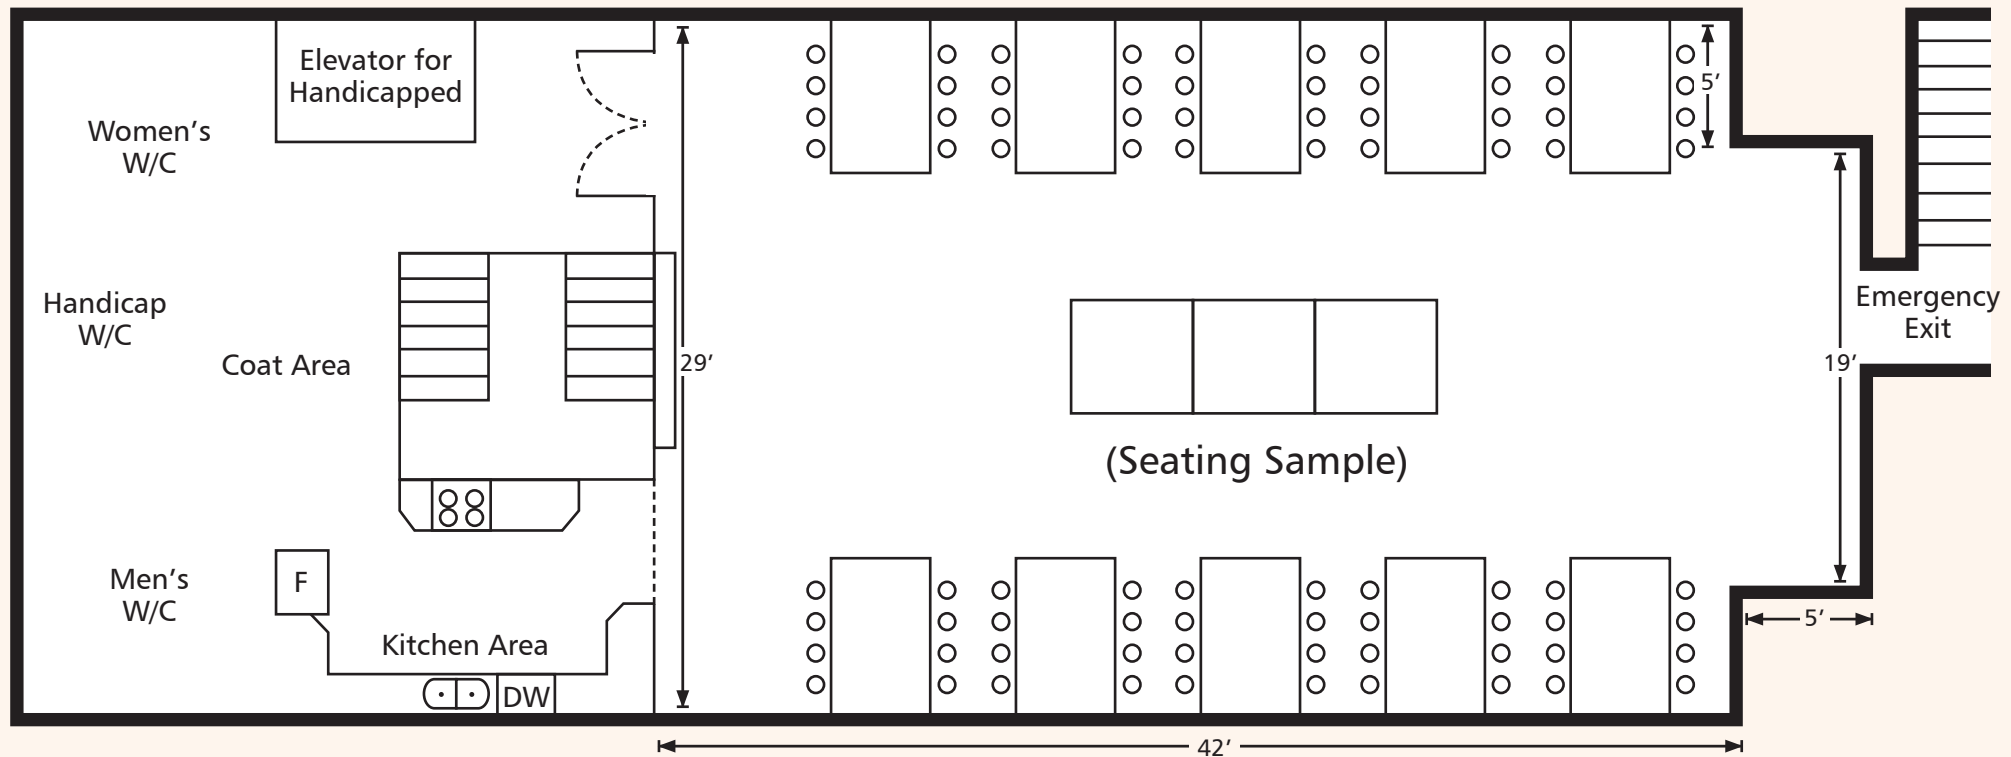 Elevator for
Handicapped
5’
Women’s
W/C
Handicap
W/C
Emergency
Exit
Coat Area
29’
19’
(Seating Sample)
Men’s
W/C
F
5’
Kitchen Area
DW
42’